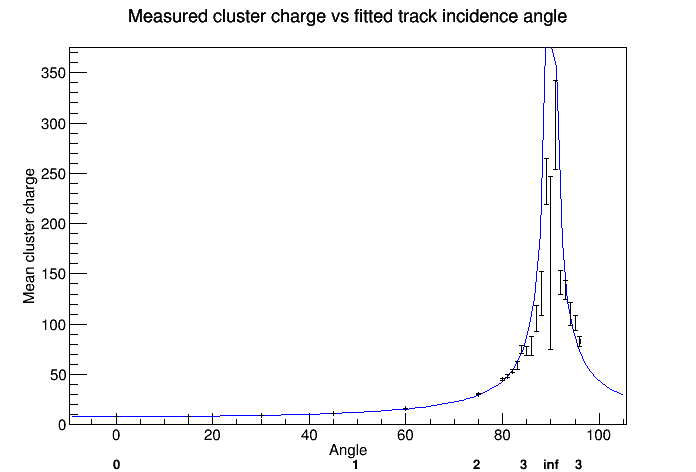 Measured cluster charge vs fitted track incidence angle
Mean cluster charge
350
300
250
200
150
100
50
0
0 20 40 60 80 100
Angle
0 1 2 3 inf 3